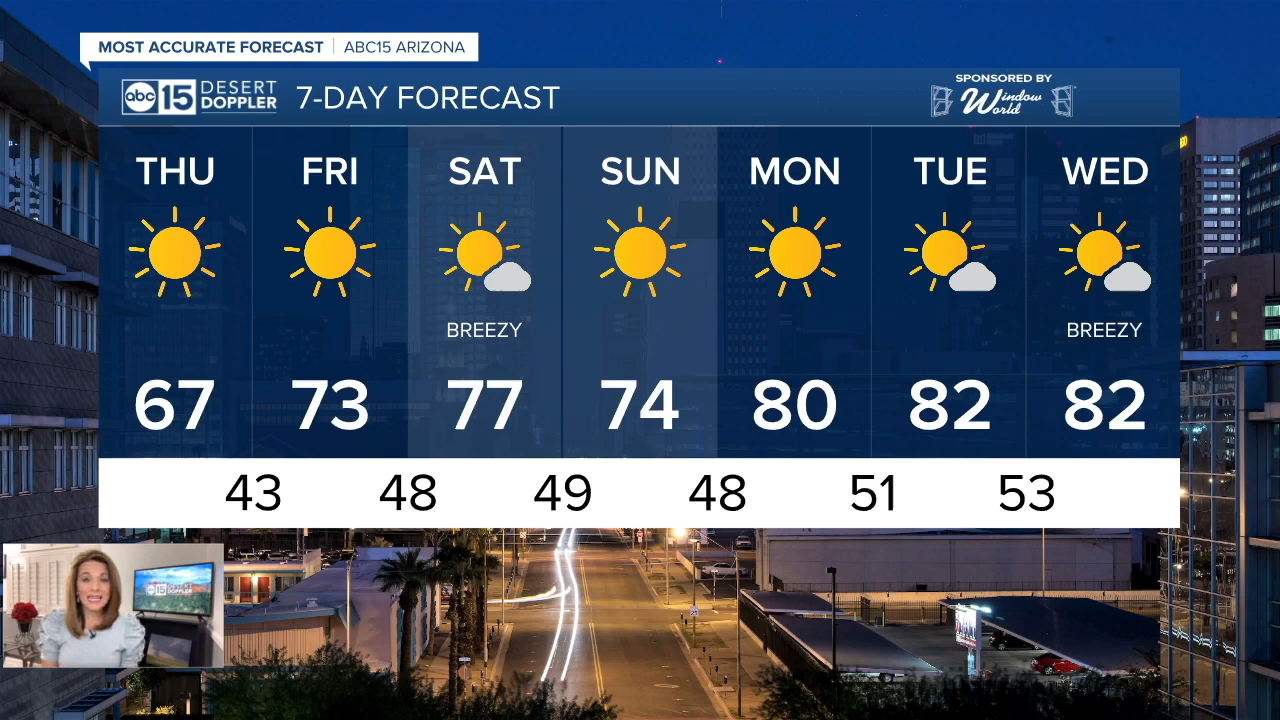 MOST ACCURATE FORECAST | ABC15 ARIZONA
abc 15 DESERT DOPPLER
7-DAY FORECAST
SPONSORED BY
Window World
THU FRI SAT SUN MON TUE WED
BREEZY BREEZY
67 73 77 74 80 82 82
43 48 49 48 51 53